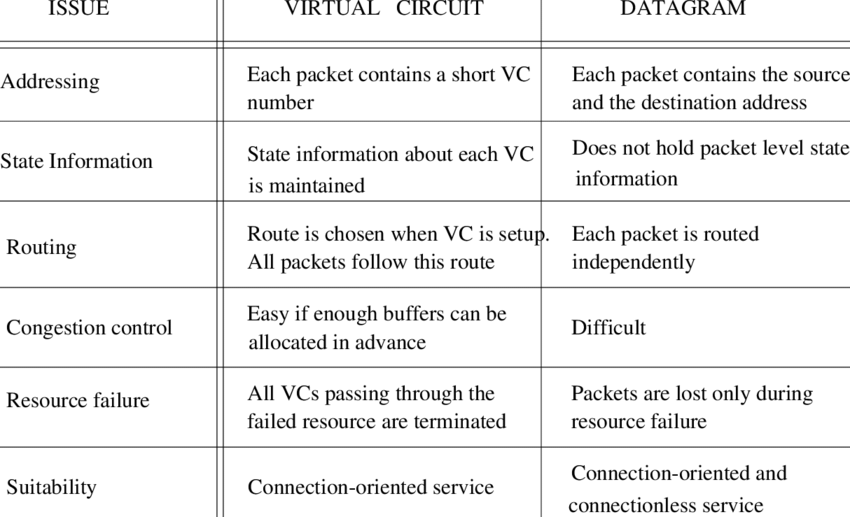 ISSUE VIRTUAL CIRCUIT DATAGRAM
Addressing
Each packet contains a short VC
number
Each packet contains the source
and the destination address
State Information
State information about each VC
is maintained
Does not hold packet level state
information
Routing
Route is chosen when VC is setup.
All packets follow this route
Each packet is routed
independently
Congestion control
Easy if enough buffers can be
allocated in advance
Difficult
Resource failure
All VCs passing through the
failed resource are terminated
Packets are lost only during
resource failure
Suitability
Connection-oriented service
Connection-oriented and
connectionless service